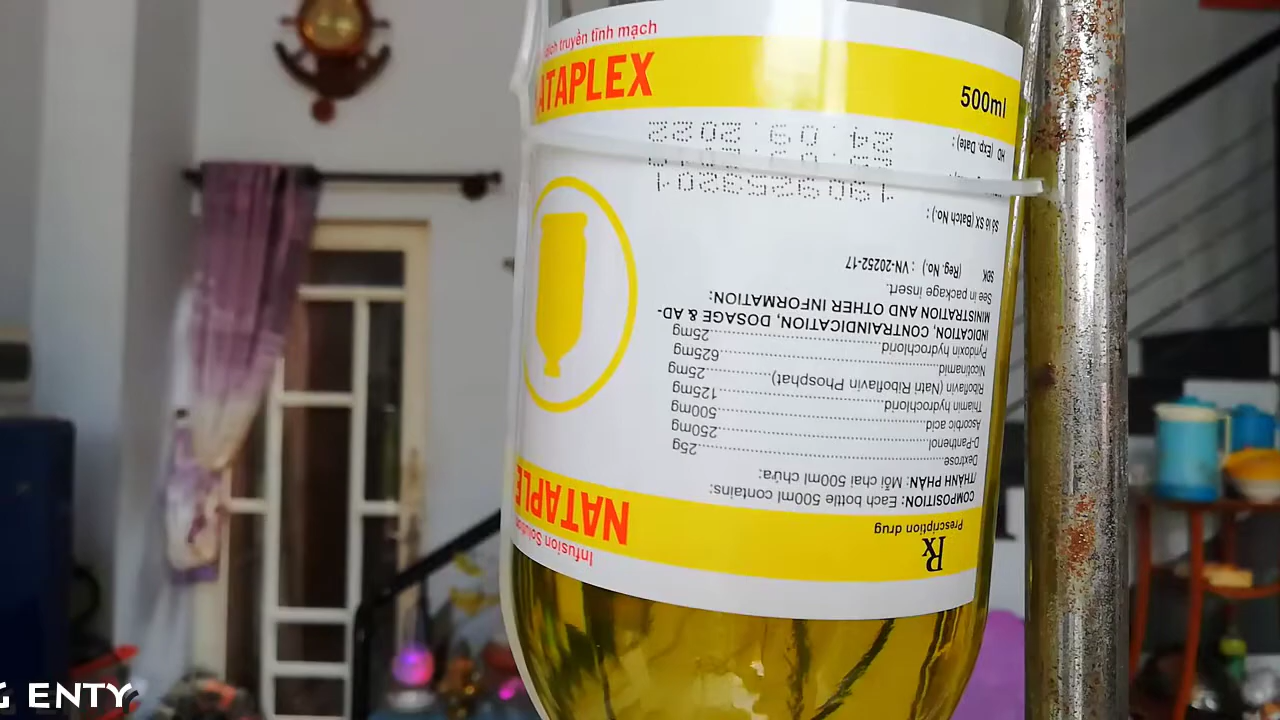 dịch truyền tĩnh mạch
ATAPLEX
500ml
Rx
Prescription drug
Infusion Solution
NATAPLE
COMPOSITION: Each bottle 500ml contains:
/THÀNH PHẦN: Mỗi chai 500ml chứa:
Dextrose........25g
D-Panthenol........250mg
Ascorbic acid........500mg
Thiamin hydrochlorid........125mg
Riboflavin (Natri Riboflavin Phosphat)........25mg
Nicotinamid........625mg
Pyridoxin hydrochlorid........25mg
INDICATION, CONTRAINDICATION, DOSAGE & AD-
MINISTRATION AND OTHER INFORMATION:
See in package insert.
SĐK (Reg. No.) : VN-20252-17
Số lô SX (Batch No.) :
HD (Exp. Date) : 24.09.2022
G ENTY